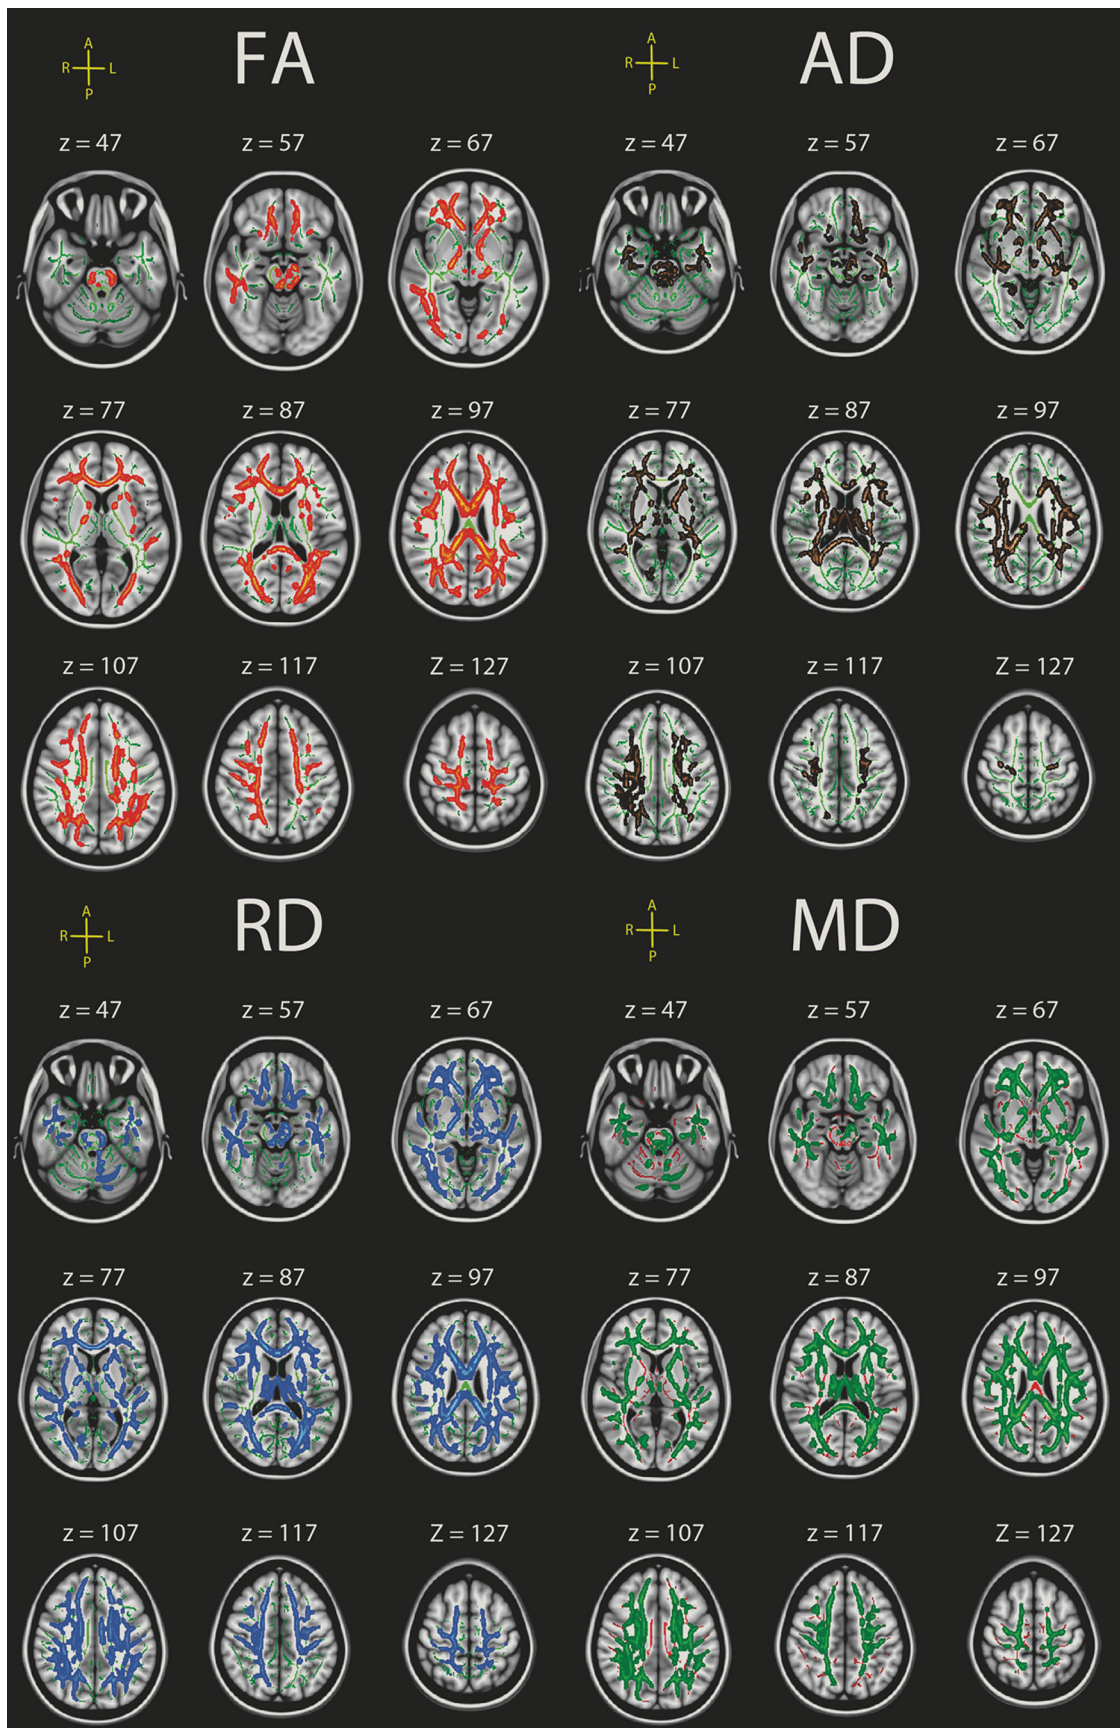 FA
A
R L
P
z = 47 z = 57 z = 67
z = 77 z = 87 z = 97
z = 107 z = 117 Z = 127
AD
A
R L
P
z = 47 z = 57 z = 67
z = 77 z = 87 z = 97
z = 107 z = 117 Z = 127
RD
A
R L
P
z = 47 z = 57 z = 67
z = 77 z = 87 z = 97
z = 107 z = 117 Z = 127
MD
A
R L
P
z = 47 z = 57 z = 67
z = 77 z = 87 z = 97
z = 107 z = 117 Z = 127